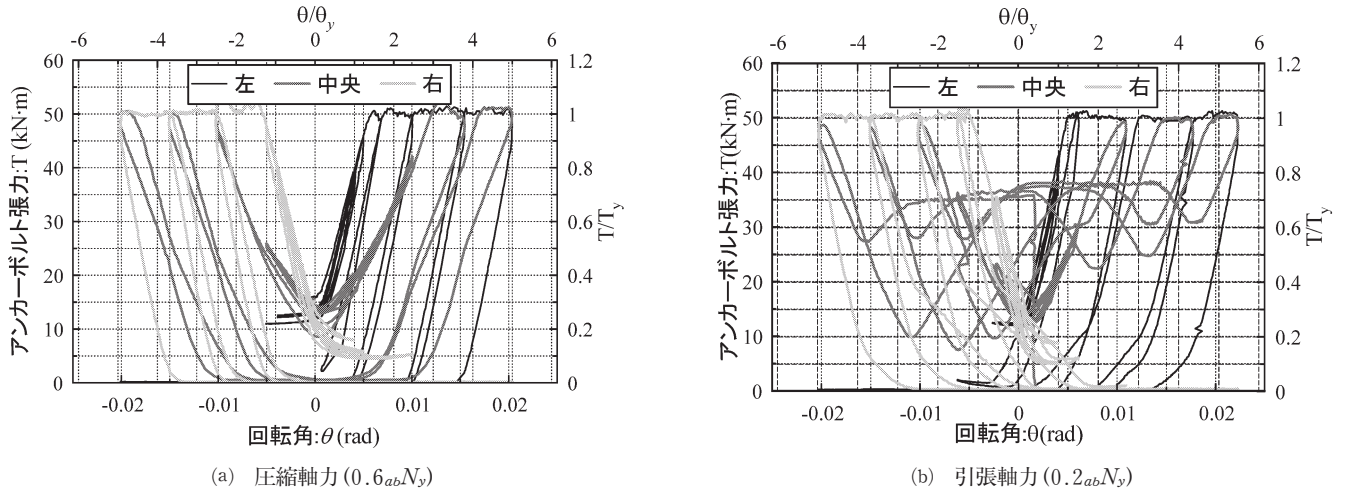 θ/θy
-6 -4 -2 0 2 4 6
60 50 40 30 20 10 0
アンカーボルト張力:T (kN·m)
左 中央 右
1.2 1 0.8 0.6 0.4 0.2 0
T/Ty
-0.02 -0.01 0 0.01 0.02
回転角:θ(rad)
(a) 圧縮軸力(0.6abNy)
θ/θy
-6 -4 -2 0 2 4 6
60 50 40 30 20 10 0
アンカーボルト張力:T(kN·m)
左 中央 右
1.2 1 0.8 0.6 0.4 0.2 0
T/Ty
-0.02 -0.01 0 0.01 0.02
回転角:θ(rad)
(b) 引張軸力(0.2abNy)